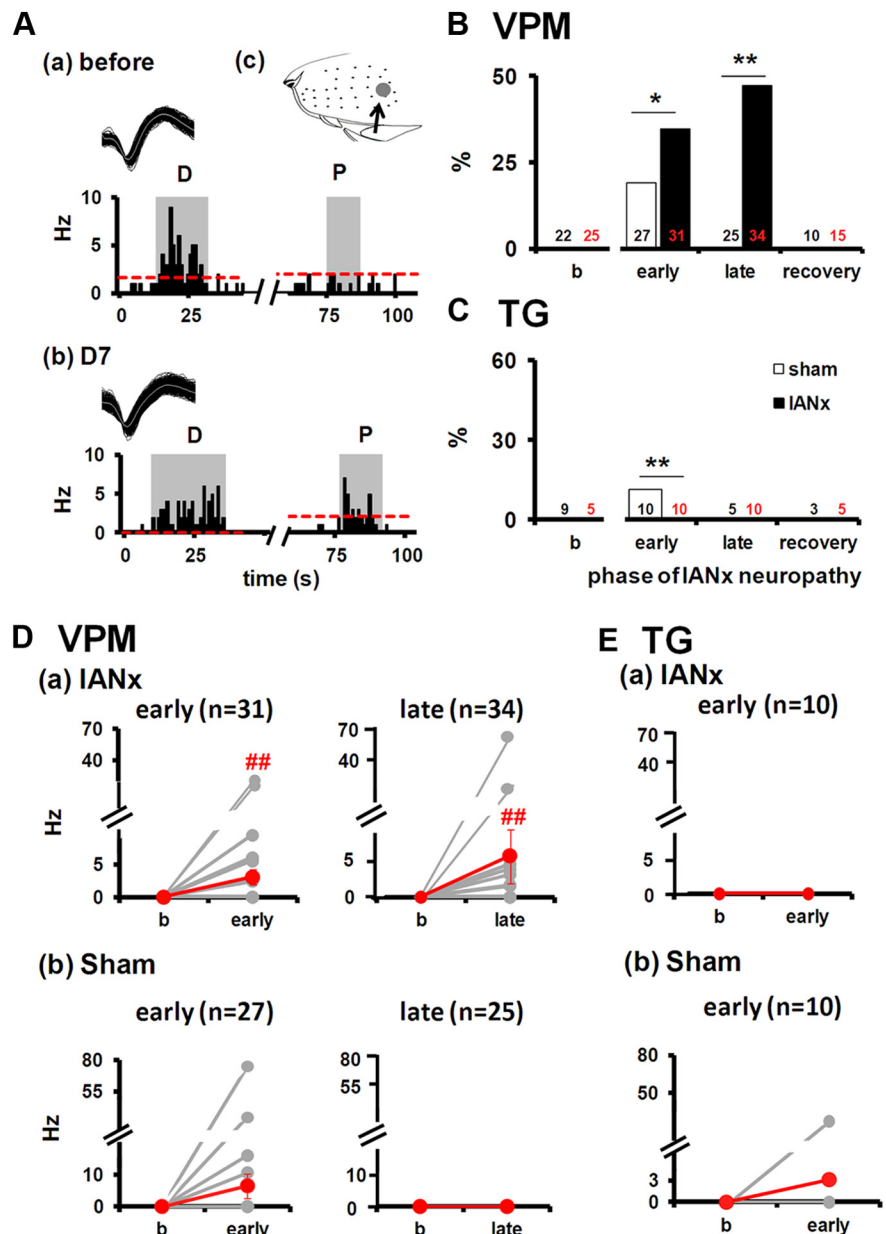 A
(a) before
(c)
D
P
Hz
10
5
0
0
25
75
100
(b) D7
D
P
Hz
10
5
0
0
25
75
100
time (s)
B VPM
%
50
25
0
*
**
22 25
27 31
25 34
10 15
b
early
late
recovery
C TG
%
60
30
0
sham
IANx
**
9 5
10 10
5 10
3 5
b
early
late
recovery
phase of IANx neuropathy
D VPM
(a) IANx
early (n=31)
Hz
70
40
5
0
##
b
early
late (n=34)
70
40
5
0
##
b
late
(b) Sham
early (n=27)
Hz
80
55
10
0
b
early
late (n=25)
80
55
10
0
b
late
E TG
(a) IANx
early (n=10)
70
40
5
0
b
early
(b) Sham
early (n=10)
80
50
3
0
b
early